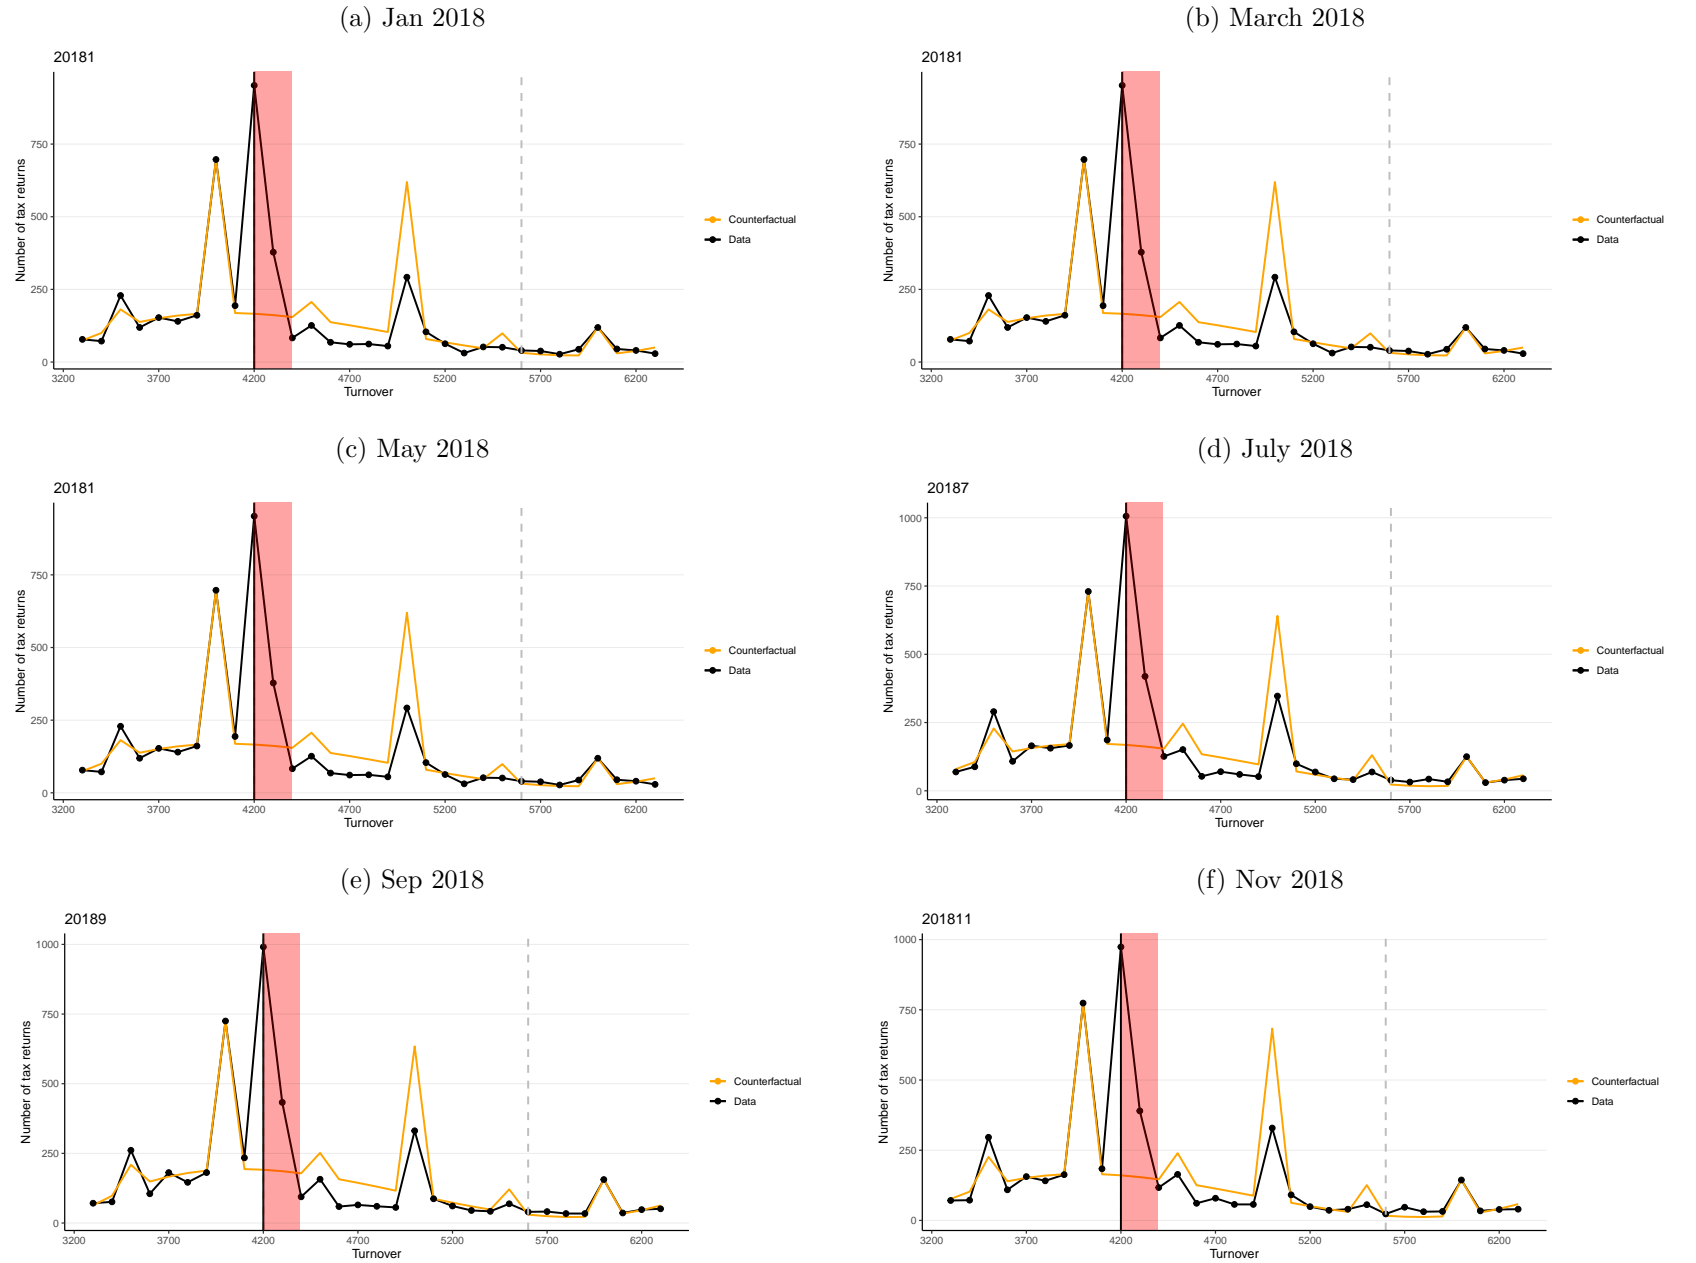 (a) Jan 2018
20181
Number of tax returns
750
500
250
0
3200 3700 4200 4700 5200 5700 6200
Turnover
Counterfactual
Data
(b) March 2018
20181
Number of tax returns
750
500
250
0
3200 3700 4200 4700 5200 5700 6200
Turnover
Counterfactual
Data
(c) May 2018
20181
Number of tax returns
750
500
250
0
3200 3700 4200 4700 5200 5700 6200
Turnover
Counterfactual
Data
(d) July 2018
20187
Number of tax returns
1000
750
500
250
0
3200 3700 4200 4700 5200 5700 6200
Turnover
Counterfactual
Data
(e) Sep 2018
20189
Number of tax returns
1000
750
500
250
0
3200 3700 4200 4700 5200 5700 6200
Turnover
Counterfactual
Data
(f) Nov 2018
201811
Number of tax returns
1000
750
500
250
0
3200 3700 4200 4700 5200 5700 6200
Turnover
Counterfactual
Data